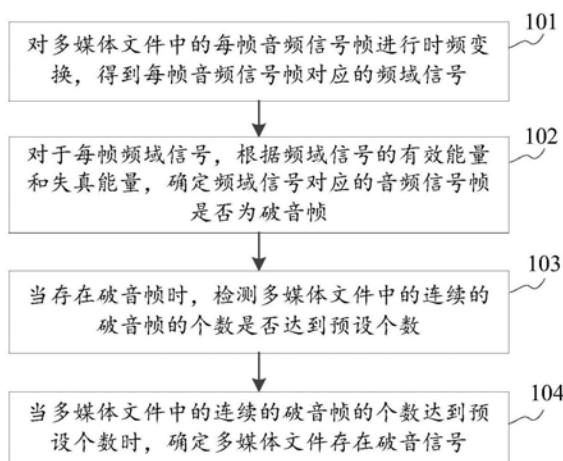 101
对多媒体文件中的每帧音频信号帧进行时频变
换，得到每帧音频信号帧对应的频域信号
102
对于每帧频域信号，根据频域信号的有效能量
和失真能量，确定频域信号对应的音频信号帧
是否为破音帧
103
当存在破音帧时，检测多媒体文件中的连续的
破音帧的个数是否达到预设个数
104
当多媒体文件中的连续的破音帧的个数达到预
设个数时，确定多媒体文件存在破音信号